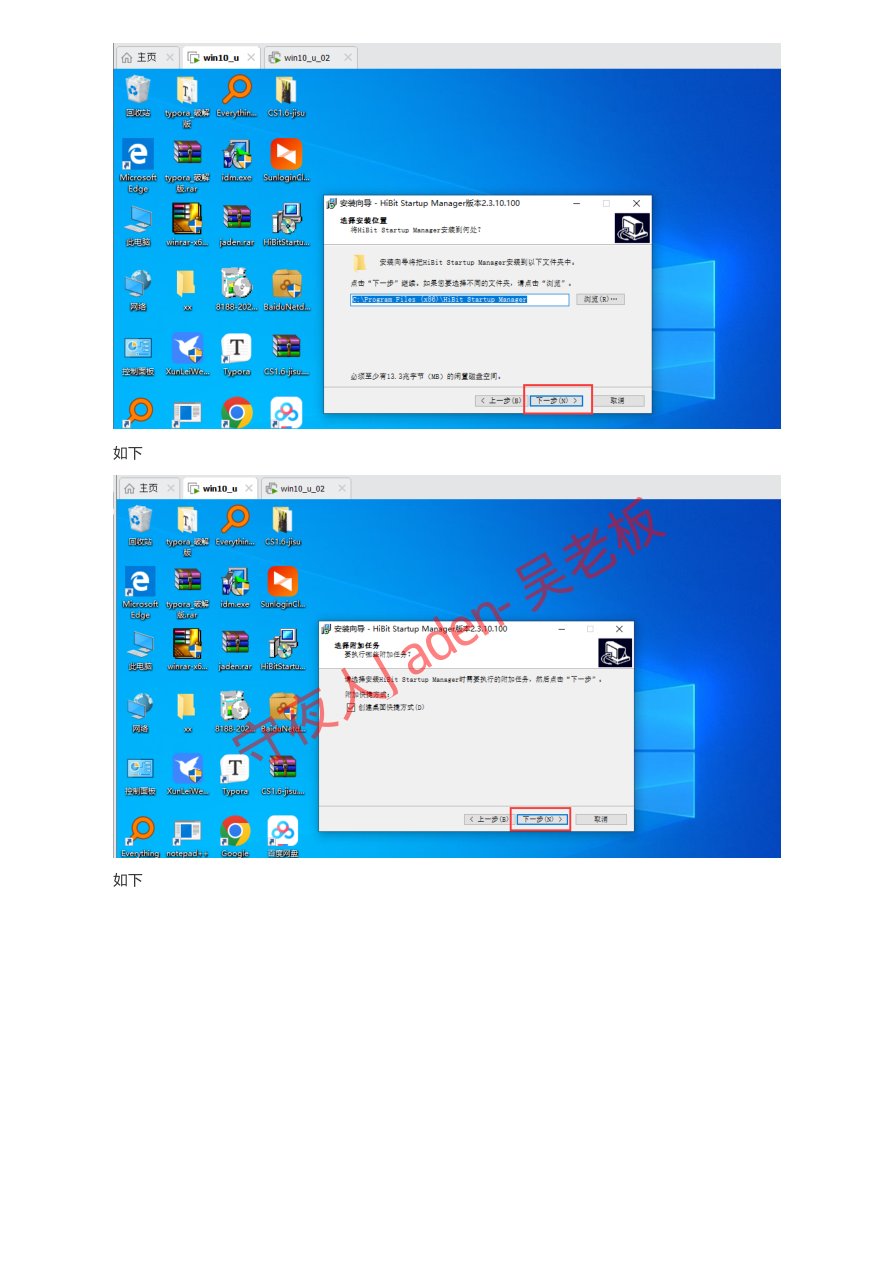 主页
win10_u
win10_u_02
回收站
typora_破解版
Everythin...
CS1.6-jisu
Microsoft Edge
typora_破解版.rar
idm.exe
SunloginCl...
此电脑
winrar-x6...
jaden.rar
HiBitStartu...
网络
xx
8188-202...
BaiduNetd...
控制面板
XunLeiWe...
Typora
CS1.6-jisu....
安装向导 - HiBit Startup Manager版本2.3.10.100
选择安装位置
将HiBit Startup Manager安装到何处?
安装向导将把HiBit Startup Manager安装到以下文件夹中。
点击“下一步”继续。如果您要选择不同的文件夹，请点击“浏览”。
C:\Program Files (x86)\HiBit Startup Manager
浏览(R)…
必须至少有13.3兆字节（MB）的闲置磁盘空间。
< 上一步(B)
下一步(N) >
取消
如下
主页
win10_u
win10_u_02
回收站
typora_破解版
Everythin...
CS1.6-jisu
Microsoft Edge
typora_破解版.rar
idm.exe
SunloginCl...
此电脑
winrar-x6...
jaden.rar
HiBitStartu...
网络
xx
8188-202...
BaiduNetd...
控制面板
XunLeiWe...
Typora
CS1.6-jisu....
Everything
notepad++
Google
百度网盘
安装向导 - HiBit Startup Manager版本2.3.10.100
选择附加任务
要执行哪些附加任务?
请选择安装HiBit Startup Manager时需要执行的附加任务，然后点击“下一步”。
附加快捷方式:
创建桌面快捷方式(D)
< 上一步(B)
下一步(N) >
取消
守夜人Jaden-吴老板
如下